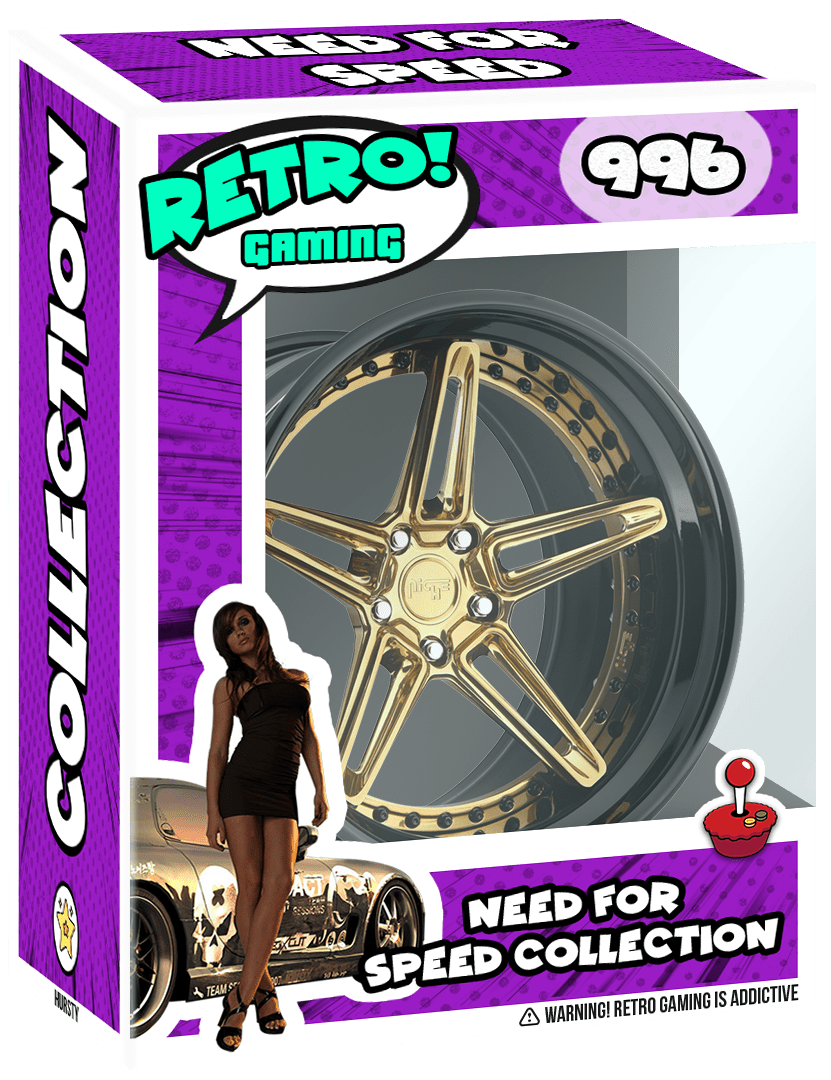 NEED FOR
SPEED
RETRO!
GAMING
996
COLLECTION
NEED FOR
SPEED COLLECTION
WARNING! RETRO GAMING IS ADDICTIVE
HURSTY